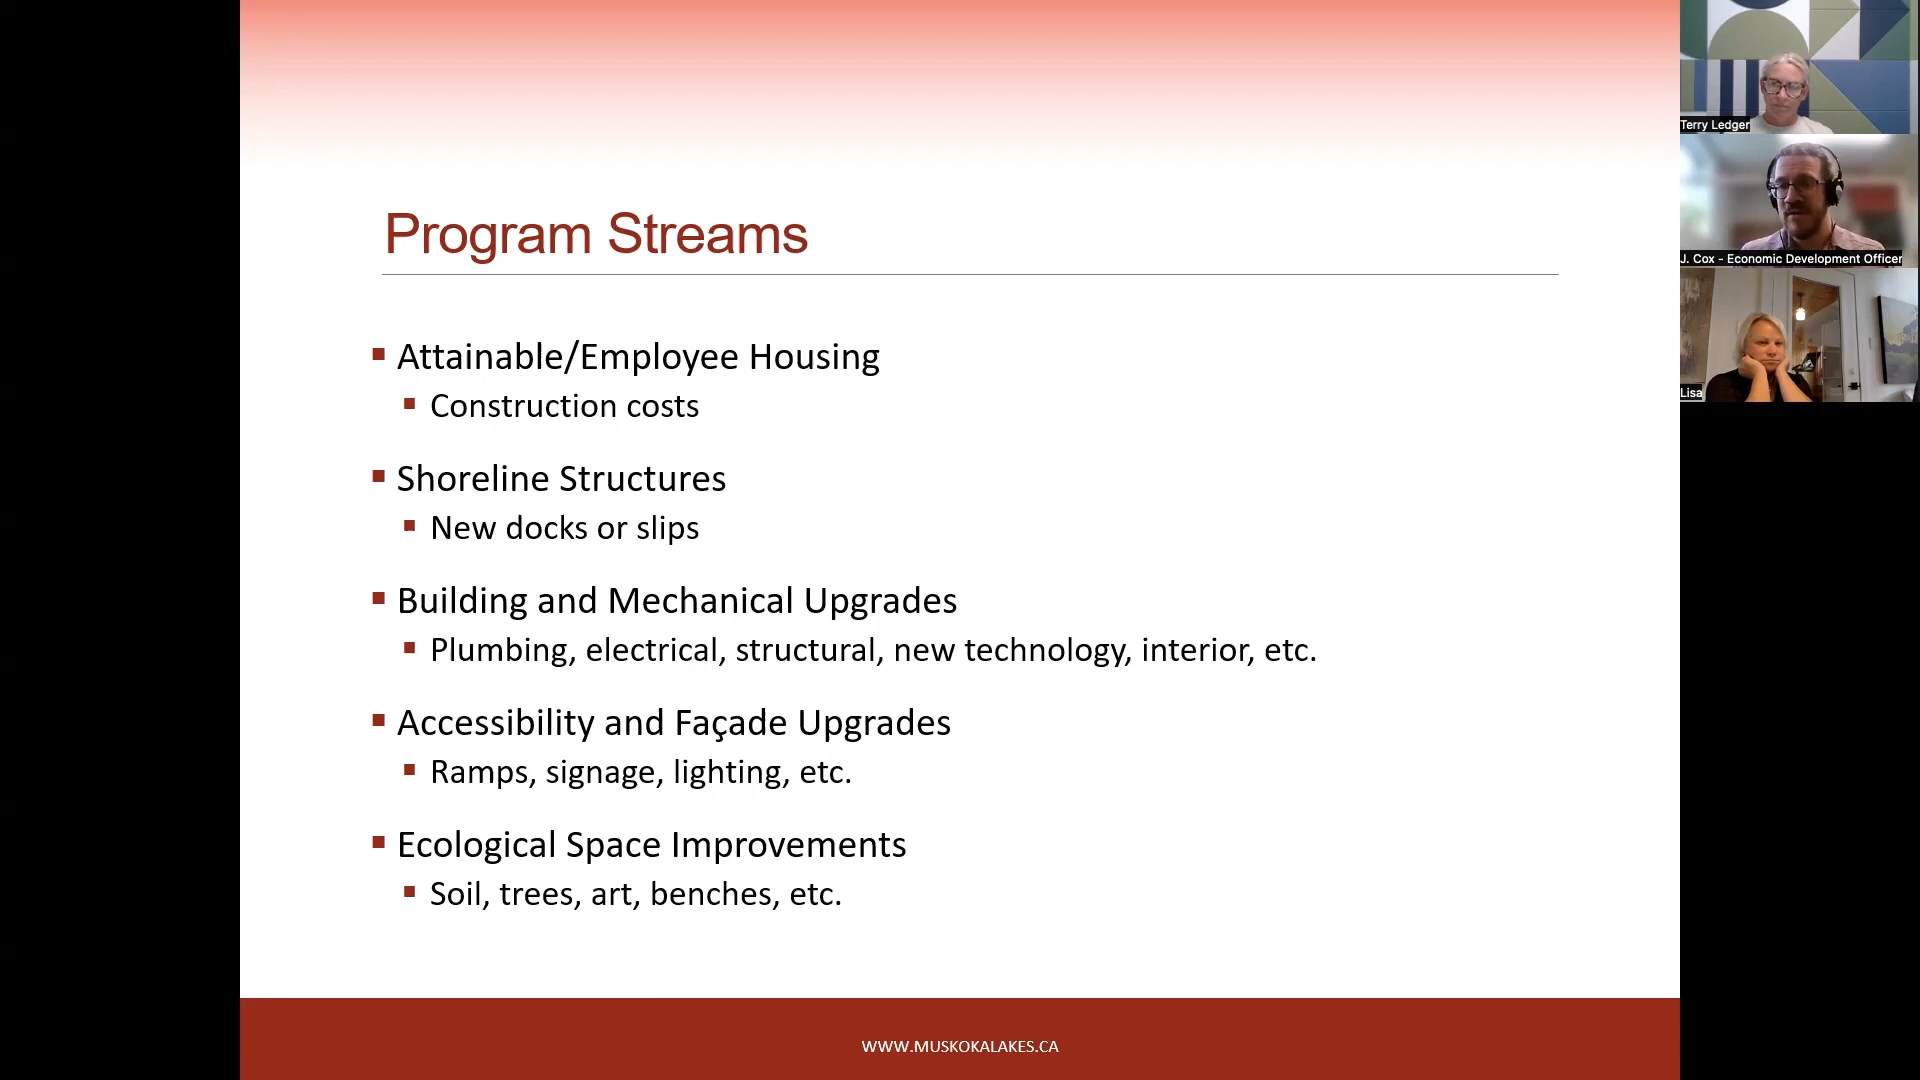 Program Streams
Attainable/Employee Housing
Construction costs
Shoreline Structures
New docks or slips
Building and Mechanical Upgrades
Plumbing, electrical, structural, new technology, interior, etc.
Accessibility and Façade Upgrades
Ramps, signage, lighting, etc.
Ecological Space Improvements
Soil, trees, art, benches, etc.
WWW.MUSKOKALAKES.CA
Terry Ledger
J. Cox - Economic Development Officer
Lisa